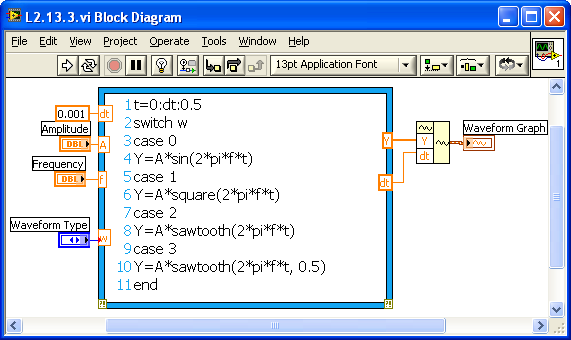 L2.13.3.vi Block Diagram
File Edit View Project Operate Tools Window Help
13pt Application Font
1
0.001
dt
Amplitude
DBL
A
Frequency
DBL
f
Waveform Type
w
1 t=0:dt:0.5
2 switch w
3 case 0
4 Y=A*sin(2*pi*f*t)
5 case 1
6 Y=A*square(2*pi*f*t)
7 case 2
8 Y=A*sawtooth(2*pi*f*t)
9 case 3
10 Y=A*sawtooth(2*pi*f*t, 0.5)
11 end
Y
dt
Y
dt
Waveform Graph